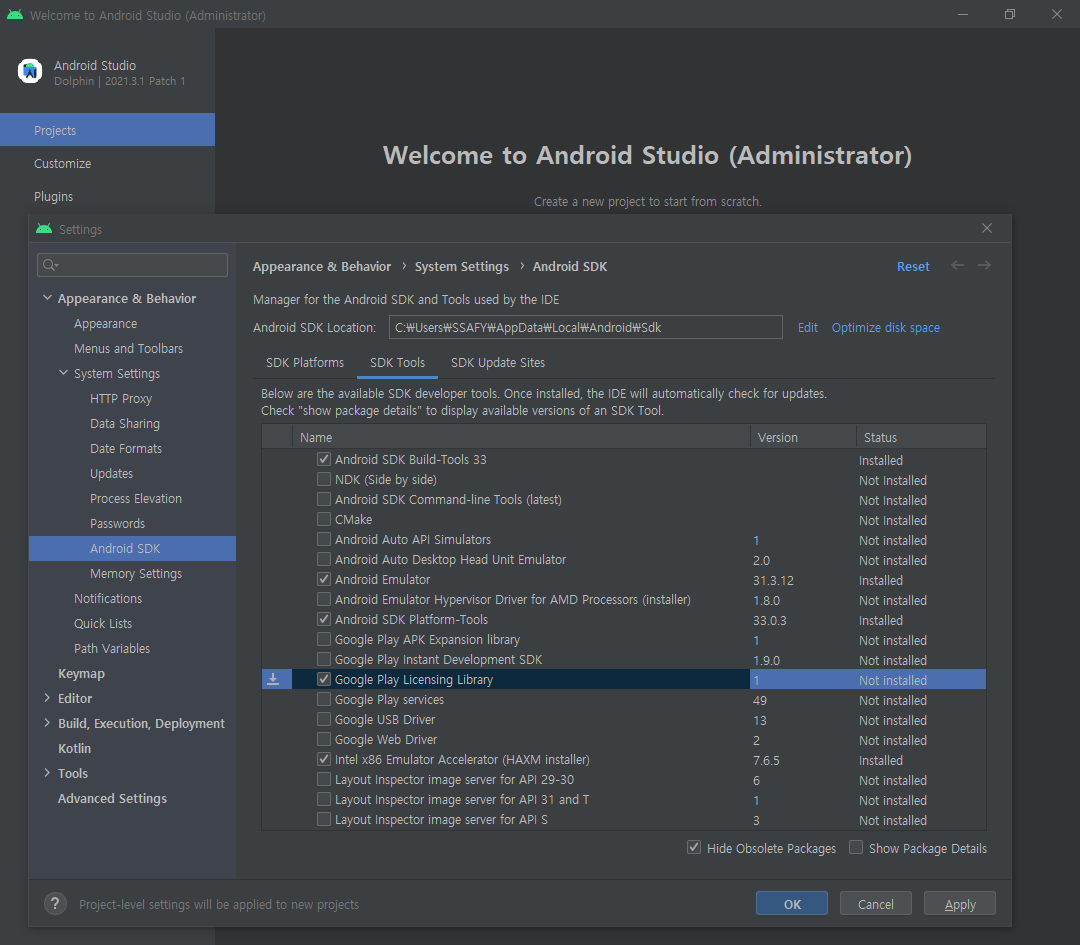 Welcome to Android Studio (Administrator)
Android Studio
Dolphin | 2021.3.1 Patch 1
Projects
Customize
Plugins
Welcome to Android Studio (Administrator)
Create a new project to start from scratch.
Settings
Appearance & Behavior
Appearance
Menus and Toolbars
System Settings
HTTP Proxy
Data Sharing
Date Formats
Updates
Process Elevation
Passwords
Android SDK
Memory Settings
Notifications
Quick Lists
Path Variables
Keymap
Editor
Build, Execution, Deployment
Kotlin
Tools
Advanced Settings
Appearance & Behavior › System Settings › Android SDK
Reset
Manager for the Android SDK and Tools used by the IDE
Android SDK Location: C:₩Users₩SSAFY₩AppData₩Local₩Android₩Sdk Edit Optimize disk space
SDK Platforms SDK Tools SDK Update Sites
Below are the available SDK developer tools. Once installed, the IDE will automatically check for updates.
Check "show package details" to display available versions of an SDK Tool.
Name Version Status
Android SDK Build-Tools 33 Installed
NDK (Side by side) Not Installed
Android SDK Command-line Tools (latest) Not Installed
CMake Not Installed
Android Auto API Simulators 1 Not installed
Android Auto Desktop Head Unit Emulator 2.0 Not installed
Android Emulator 31.3.12 Installed
Android Emulator Hypervisor Driver for AMD Processors (installer) 1.8.0 Not installed
Android SDK Platform-Tools 33.0.3 Installed
Google Play APK Expansion library 1 Not installed
Google Play Instant Development SDK 1.9.0 Not installed
Google Play Licensing Library 1 Not installed
Google Play services 49 Not installed
Google USB Driver 13 Not installed
Google Web Driver 2 Not installed
Intel x86 Emulator Accelerator (HAXM installer) 7.6.5 Installed
Layout Inspector image server for API 29-30 6 Not installed
Layout Inspector image server for API 31 and T 1 Not installed
Layout Inspector image server for API S 3 Not installed
Hide Obsolete Packages Show Package Details
? Project-level settings will be applied to new projects
OK Cancel Apply